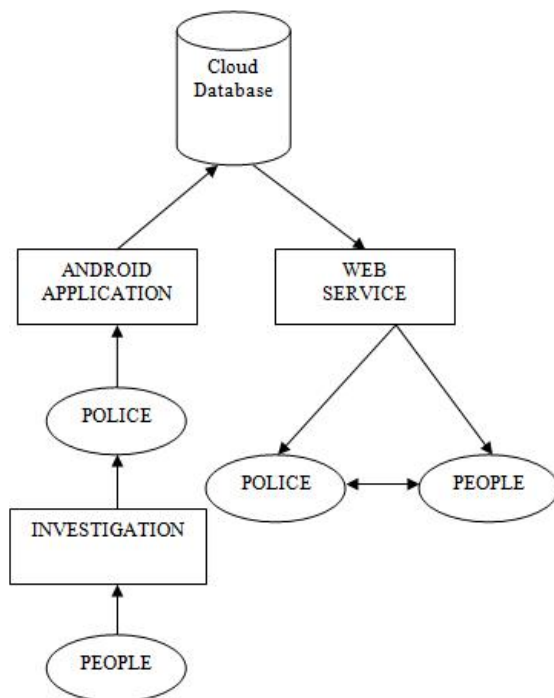 Cloud
Database
ANDROID
APPLICATION
WEB
SERVICE
POLICE
POLICE
PEOPLE
INVESTIGATION
PEOPLE